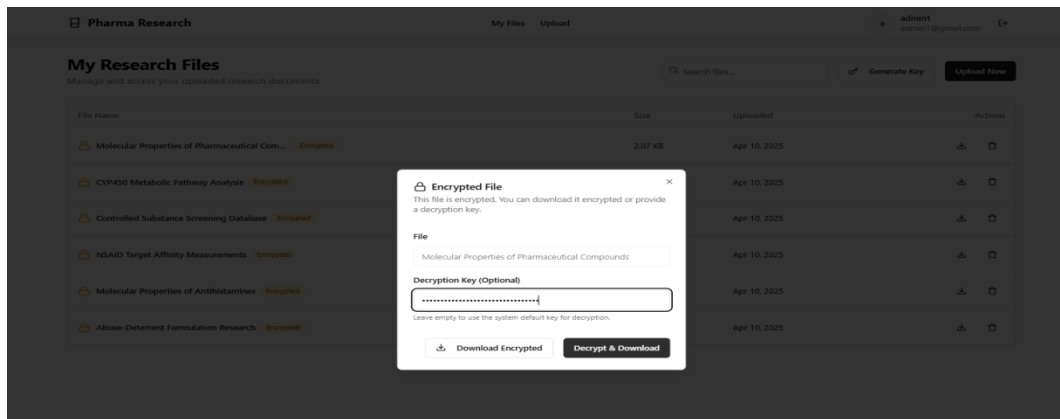 Pharma Research
My Files Upload
admin1
admin1@gmail.com
My Research Files
Manage and access your uploaded research documents
Search files...
Generate Key
Upload New
File Name Size Uploaded Actions
Molecular Properties of Pharmaceutical Com... Encrypted 2.07 KB Apr 10, 2025
CYP450 Metabolic Pathway Analysis Encrypted Apr 10, 2025
Controlled Substance Screening Database Encrypted Apr 10, 2025
NSAID Target Affinity Measurements Encrypted Apr 10, 2025
Molecular Properties of Antihistamines Encrypted Apr 10, 2025
Abuse-Deterrent Formulation Research Encrypted Apr 10, 2025
Encrypted File
This file is encrypted. You can download it encrypted or provide
a decryption key.
File
Molecular Properties of Pharmaceutical Compounds
Decryption Key (Optional)
Leave empty to use the system default key for decryption.
Download Encrypted
Decrypt & Download